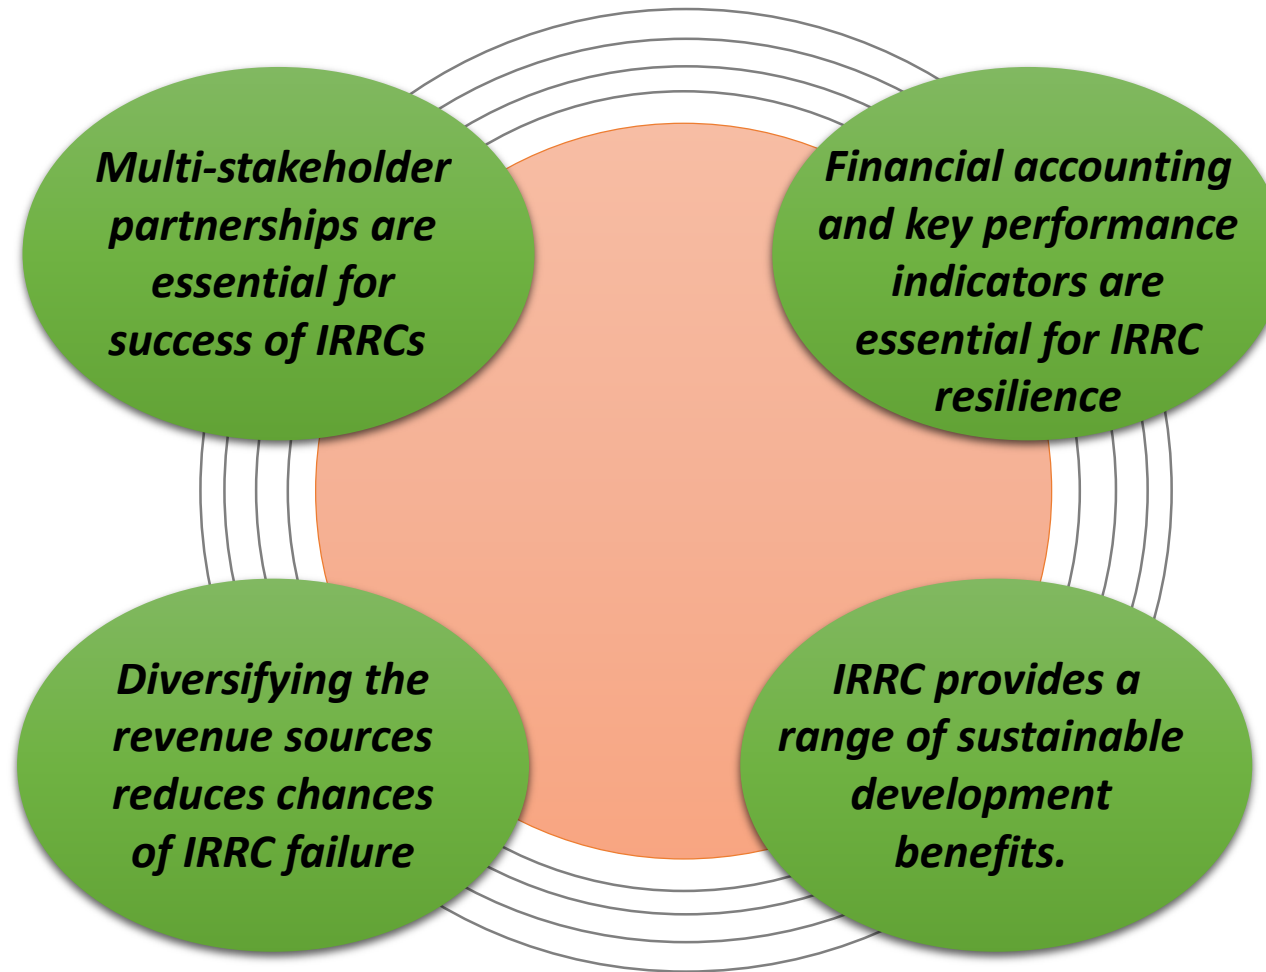 Multi-stakeholder
partnerships are
essential for
success of IRRCs
Financial accounting
and key performance
indicators are
essential for IRRC
resilience
Diversifying the
revenue sources
reduces chances
of IRRC failure
IRRC provides a
range of sustainable
development
benefits.